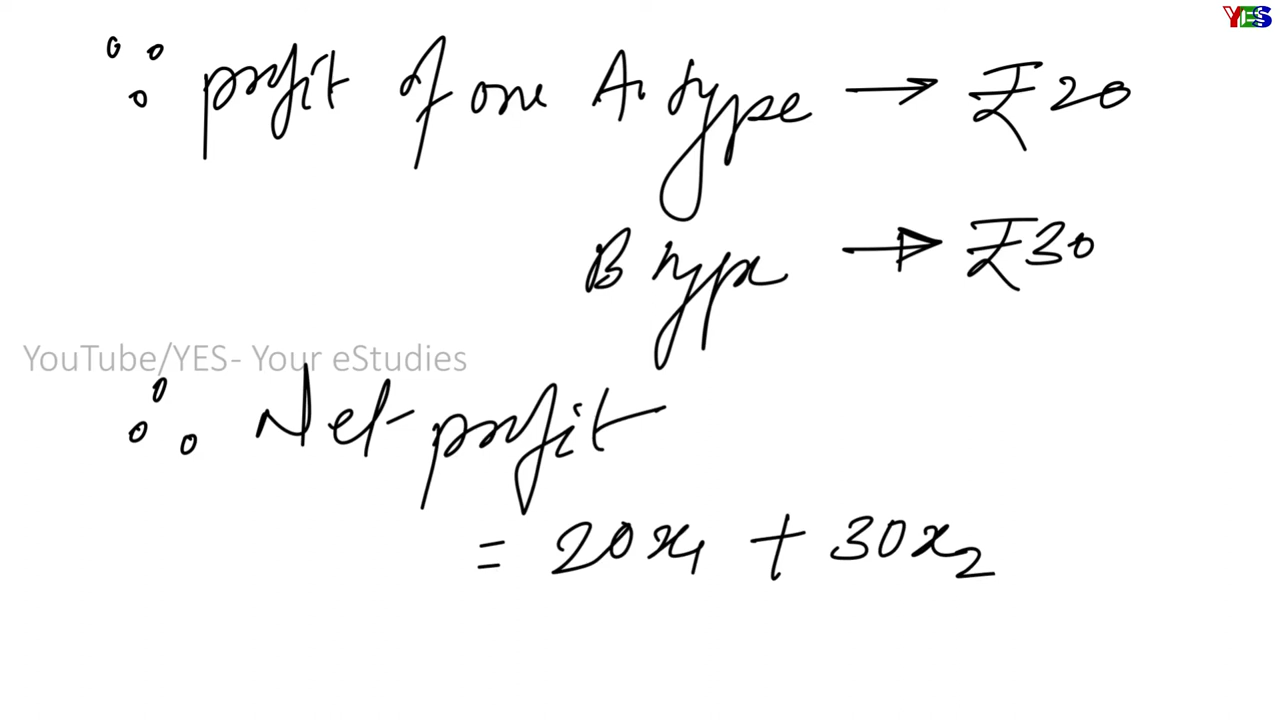 YES
∵ profit of one A type → ₹20
B type → ₹30
YouTube/YES- Your eStudies
∴ Net profit
= 20x₁ + 30x₂